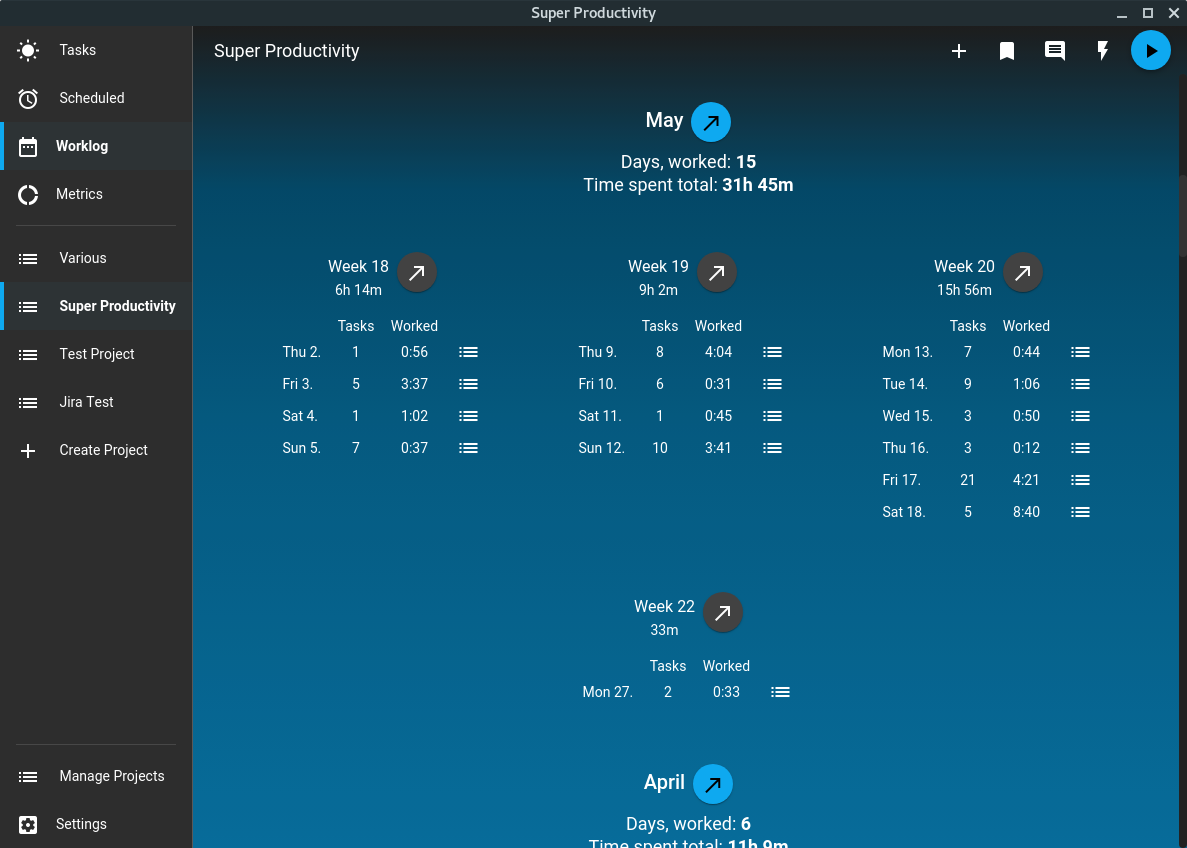 Super Productivity
Tasks
Scheduled
Worklog
Metrics
Various
Super Productivity
Test Project
Jira Test
Create Project
Manage Projects
Settings
Super Productivity
May
Days, worked: 15
Time spent total: 31h 45m
Week 18
6h 14m
Tasks Worked
Thu 2. 1 0:56
Fri 3. 5 3:37
Sat 4. 1 1:02
Sun 5. 7 0:37
Week 19
9h 2m
Tasks Worked
Thu 9. 8 4:04
Fri 10. 6 0:31
Sat 11. 1 0:45
Sun 12. 10 3:41
Week 20
15h 56m
Tasks Worked
Mon 13. 7 0:44
Tue 14. 9 1:06
Wed 15. 3 0:50
Thu 16. 3 0:12
Fri 17. 21 4:21
Sat 18. 5 8:40
Week 22
33m
Tasks Worked
Mon 27. 2 0:33
April
Days, worked: 6
Time spent total: 11h 9m